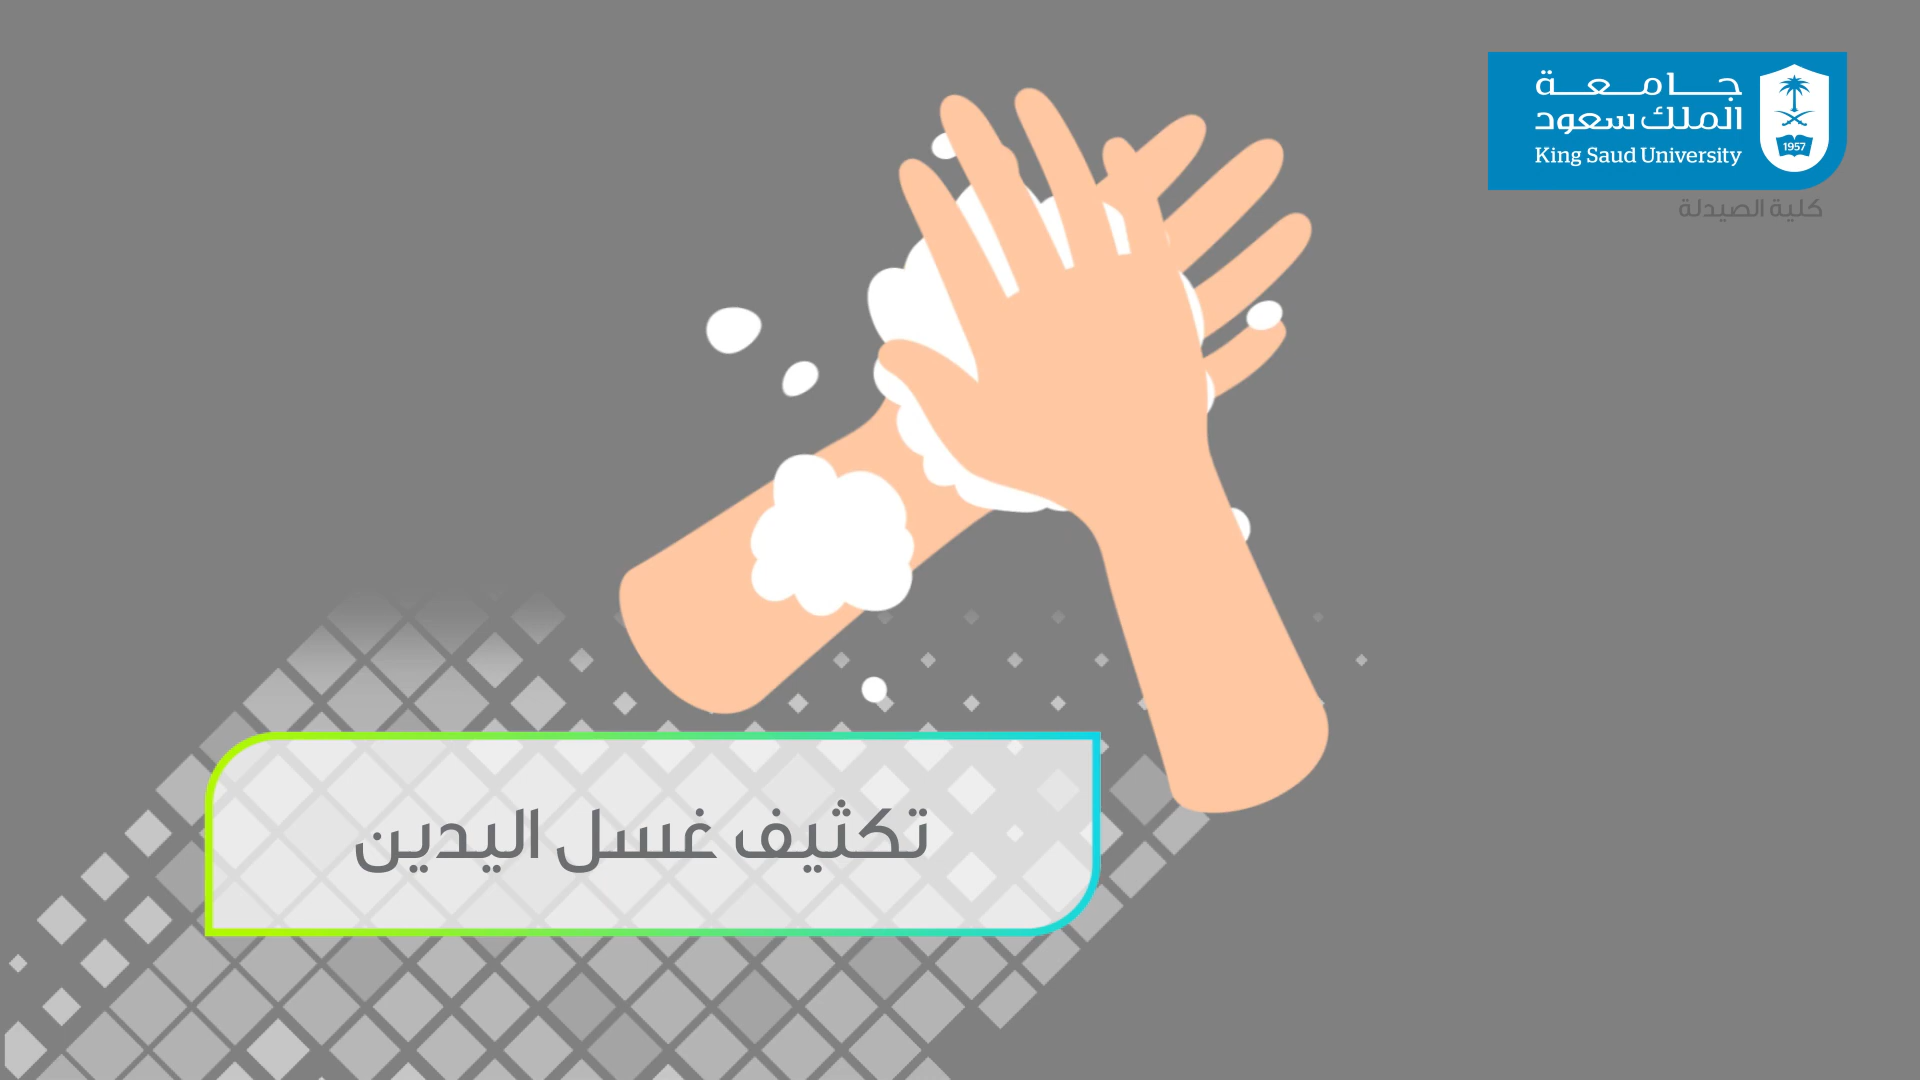 جامعة
الملك سعود
King Saud University
1957
كلية الصيدلة
تكثيف غسل اليدين